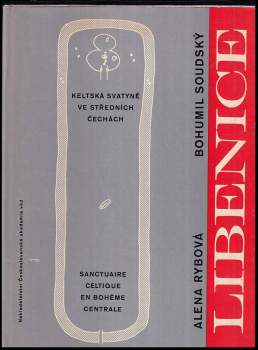 KELTSKÁ SVATYNĚ
VE STŘEDNÍCH
ČECHÁCH
SANCTUAIRE
CELTIQUE
EN BOHÊME
CENTRALE
Nakladatelství Československé akademie věd
ALENA RYBOVÁ
BOHUMIL SOUDSKÝ
LIBENICE